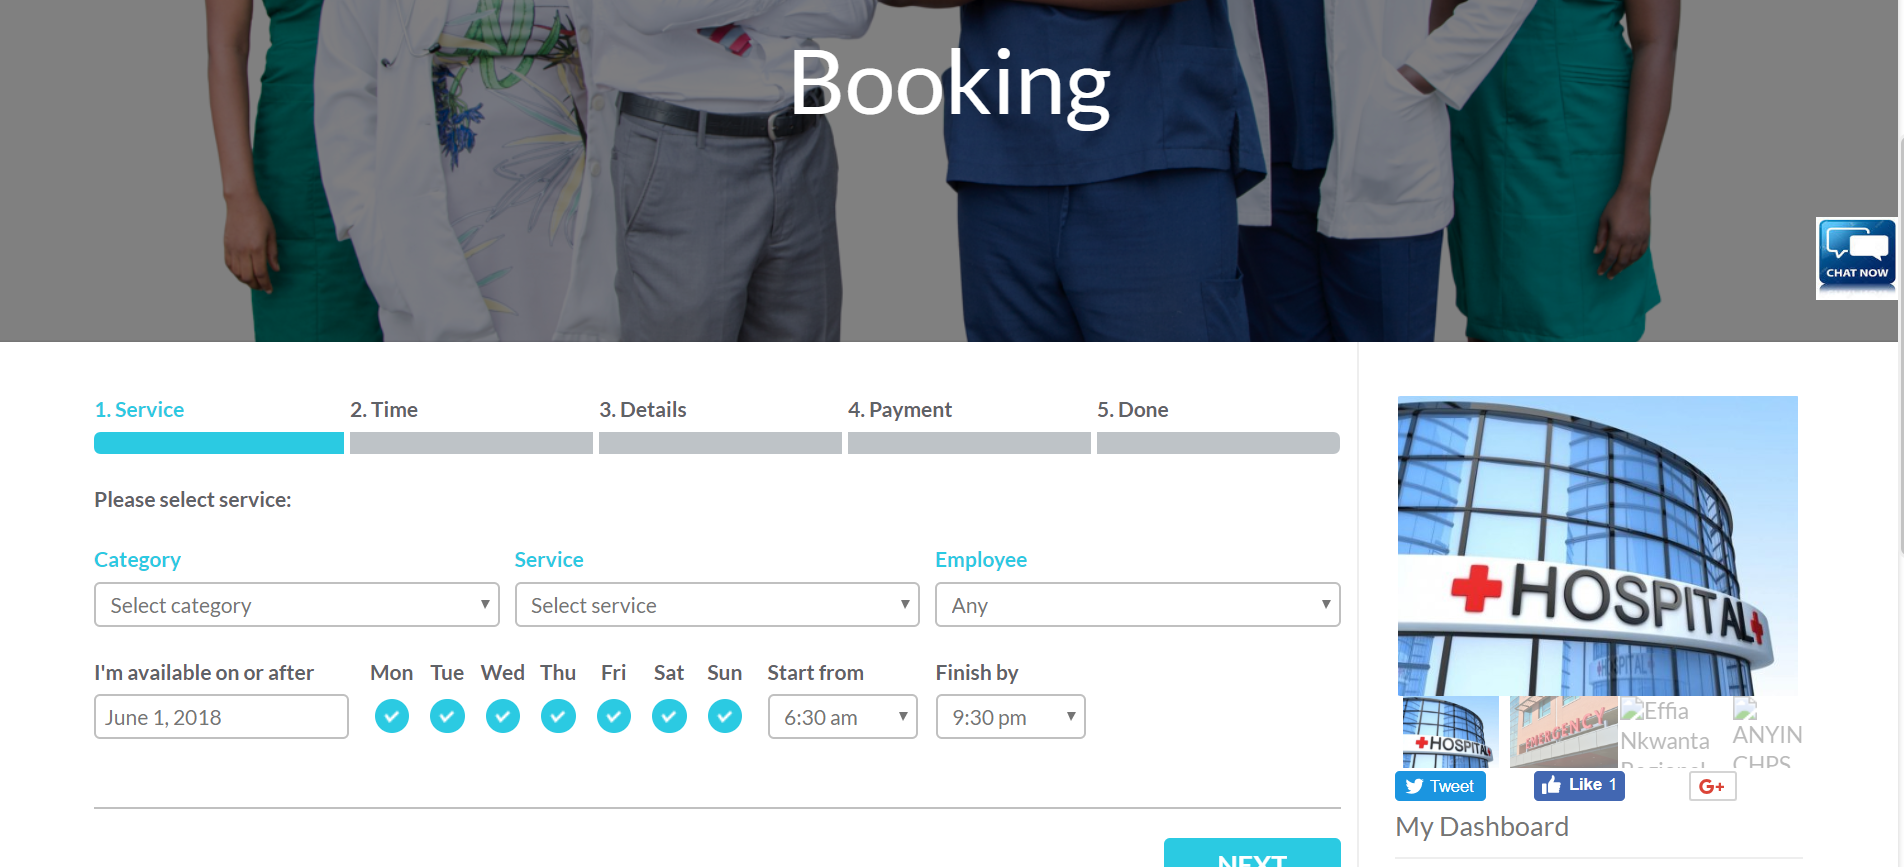 Booking
CHAT NOW
1. Service 2. Time 3. Details 4. Payment 5. Done
Please select service:
Category Service Employee
Select category Select service Any
I'm available on or after Mon Tue Wed Thu Fri Sat Sun Start from Finish by
June 1, 2018 6:30 am 9:30 pm
NEXT
HOSPITAL
HOSPITAL
HOSPITAL
EMERGENCY
Effia
Nkwanta
Regional
ANYIN
CHPS
Tweet Like 1 G+
My Dashboard